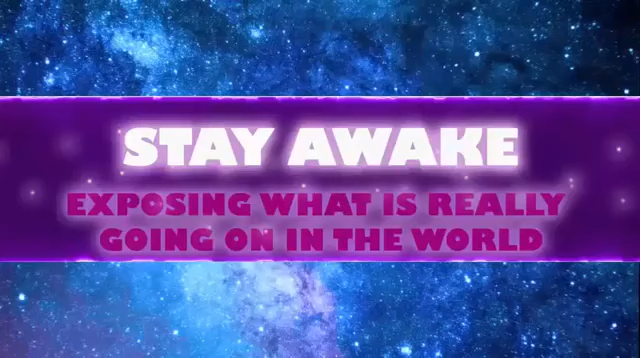 STAY AWAKE
EXPOSING WHAT IS REALLY
GOING ON IN THE WORLD